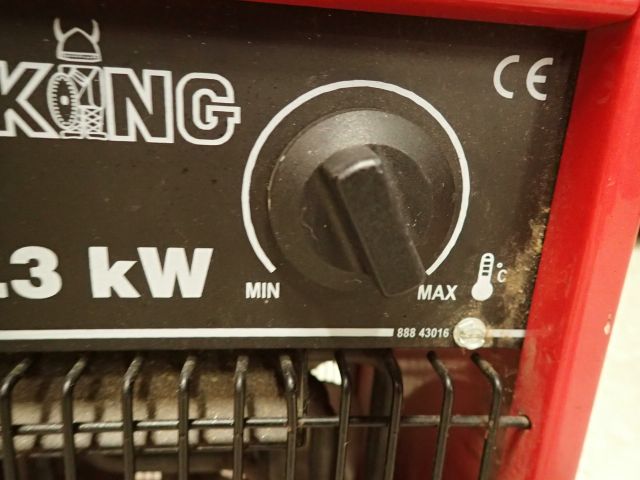 KING
CE
.3 kW
MIN
MAX
°C
888 43016